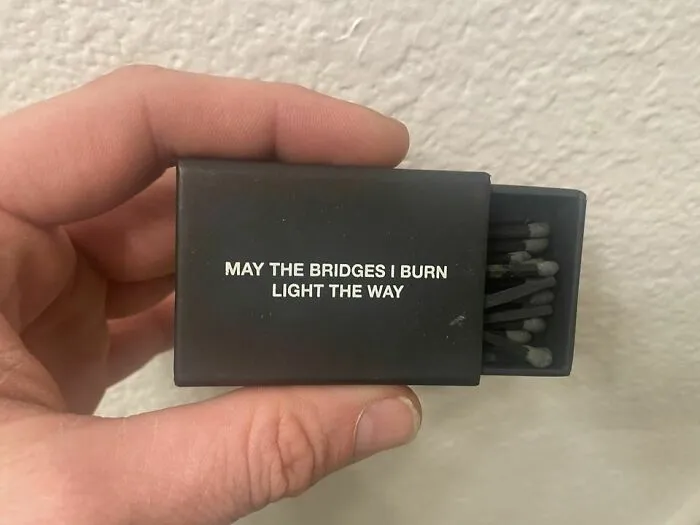 MAY THE BRIDGES I BURN
LIGHT THE WAY